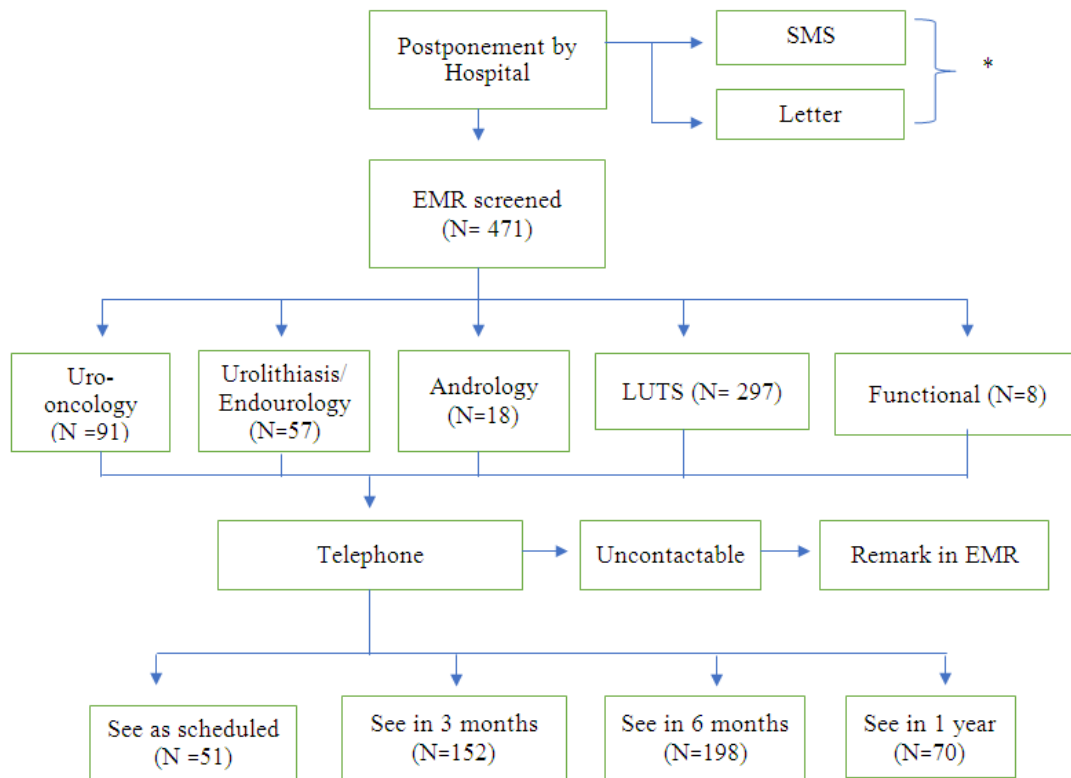 Postponement by
Hospital
SMS
*
Letter
EMR screened
(N= 471)
Uro-
oncology
(N =91)
Urolithiasis/
Endourology
(N=57)
Andrology
(N=18)
LUTS (N= 297)
Functional (N=8)
Telephone
Uncontactable
Remark in EMR
See as scheduled
(N =51)
See in 3 months
(N=152)
See in 6 months
(N=198)
See in 1 year
(N=70)